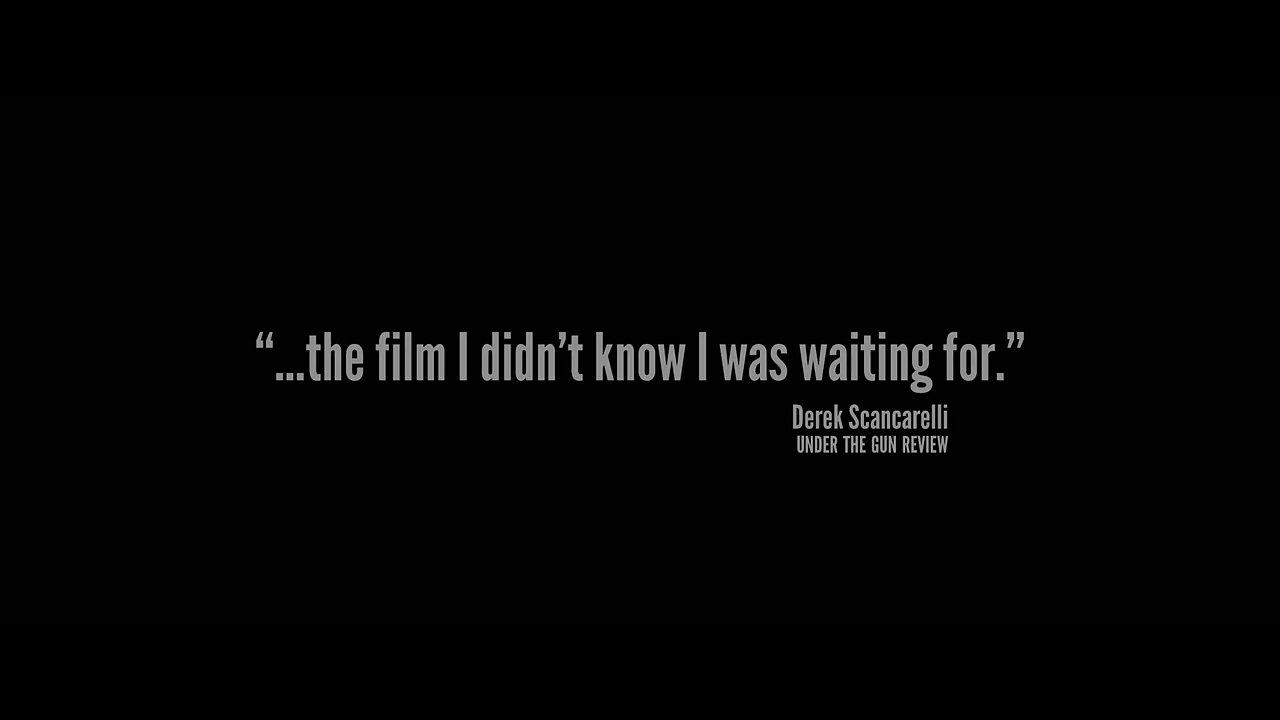 “...the film I didn’t know I was waiting for.”
Derek Scancarelli
UNDER THE GUN REVIEW